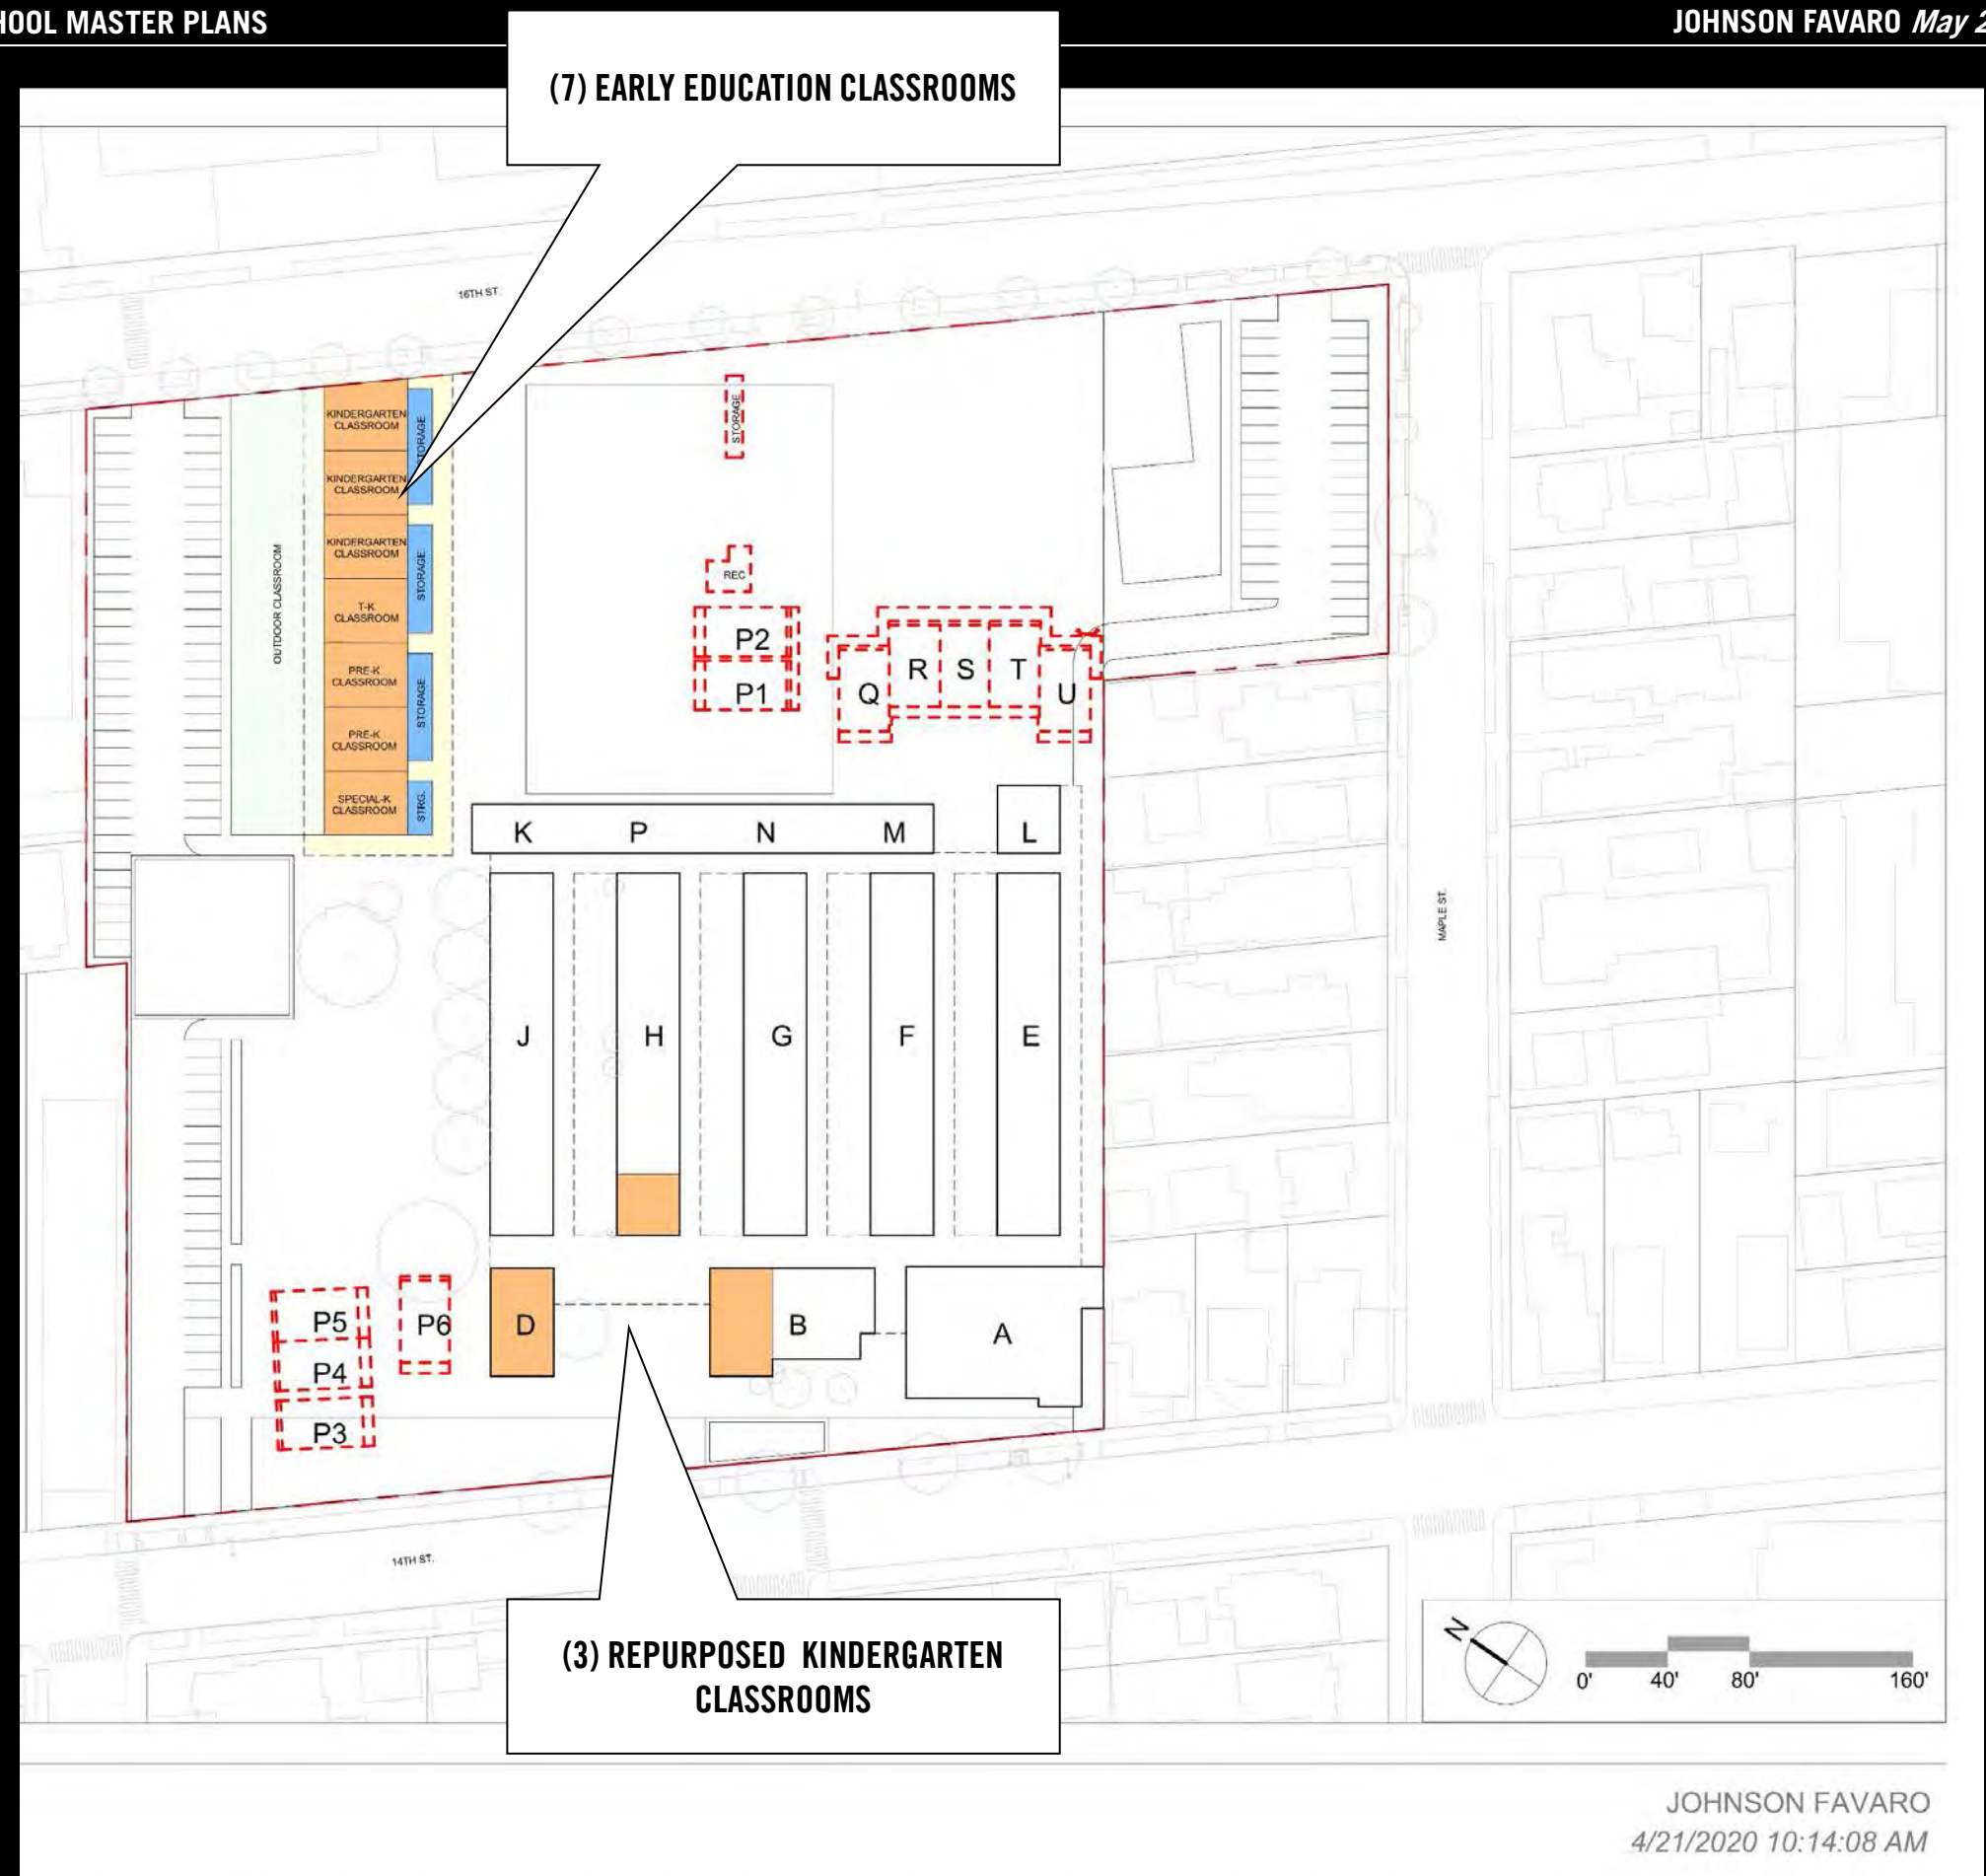 HOOL MASTER PLANS
JOHNSON FAVARO May 2
(7) EARLY EDUCATION CLASSROOMS
16TH ST.
KINDERGARTEN
CLASSROOM
STORAGE
KINDERGARTEN
CLASSROOM
KINDERGARTEN
CLASSROOM
STORAGE
T-K
CLASSROOM
PRE-K
CLASSROOM
STORAGE
PRE-K
CLASSROOM
SPECIAL-K
CLASSROOM
STRG.
OUTDOOR CLASSROOM
STORAGE
REC
P2
P1
Q
R
S
T
U
K
P
N
M
L
J
H
G
F
E
MAPLE ST.
P5
P4
P3
P6
D
B
A
14TH ST.
(3) REPURPOSED KINDERGARTEN
CLASSROOMS
N
0' 40' 80' 160'
JOHNSON FAVARO
4/21/2020 10:14:08 AM